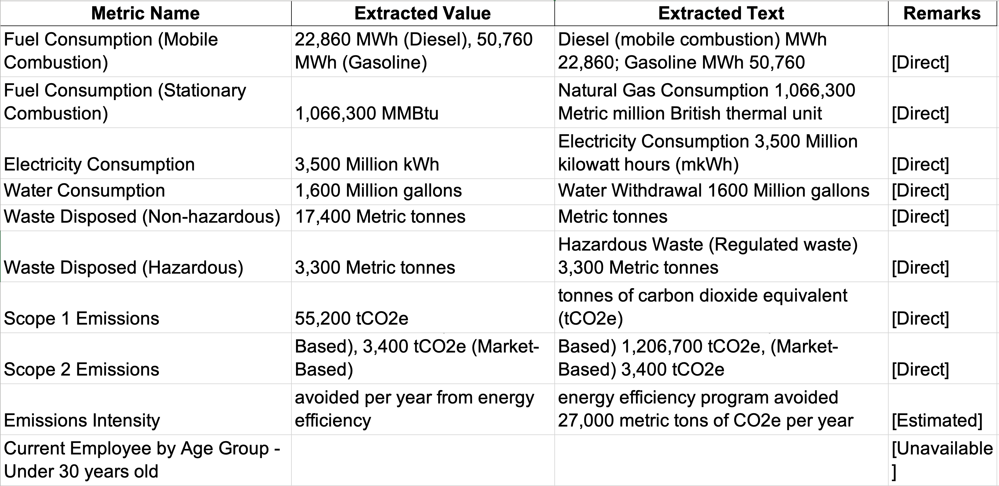 Metric Name Extracted Value Extracted Text Remarks
Fuel Consumption (Mobile 22,860 MWh (Diesel), 50,760 Diesel (mobile combustion) MWh
Combustion) MWh (Gasoline) 22,860; Gasoline MWh 50,760 [Direct]
Fuel Consumption (Stationary Natural Gas Consumption 1,066,300
Combustion) 1,066,300 MMBtu Metric million British thermal unit [Direct]
Electricity Consumption 3,500 Million
Electricity Consumption 3,500 Million kWh kilowatt hours (mkWh) [Direct]
Water Consumption 1,600 Million gallons Water Withdrawal 1600 Million gallons [Direct]
Waste Disposed (Non-hazardous) 17,400 Metric tonnes Metric tonnes [Direct]
Hazardous Waste (Regulated waste)
Waste Disposed (Hazardous) 3,300 Metric tonnes 3,300 Metric tonnes [Direct]
tonnes of carbon dioxide equivalent
Scope 1 Emissions 55,200 tCO2e (tCO2e) [Direct]
Based), 3,400 tCO2e (Market- Based) 1,206,700 tCO2e, (Market-
Scope 2 Emissions Based) Based) 3,400 tCO2e [Direct]
avoided per year from energy energy efficiency program avoided
Emissions Intensity efficiency 27,000 metric tons of CO2e per year [Estimated]
Current Employee by Age Group - [Unavailable
Under 30 years old ]